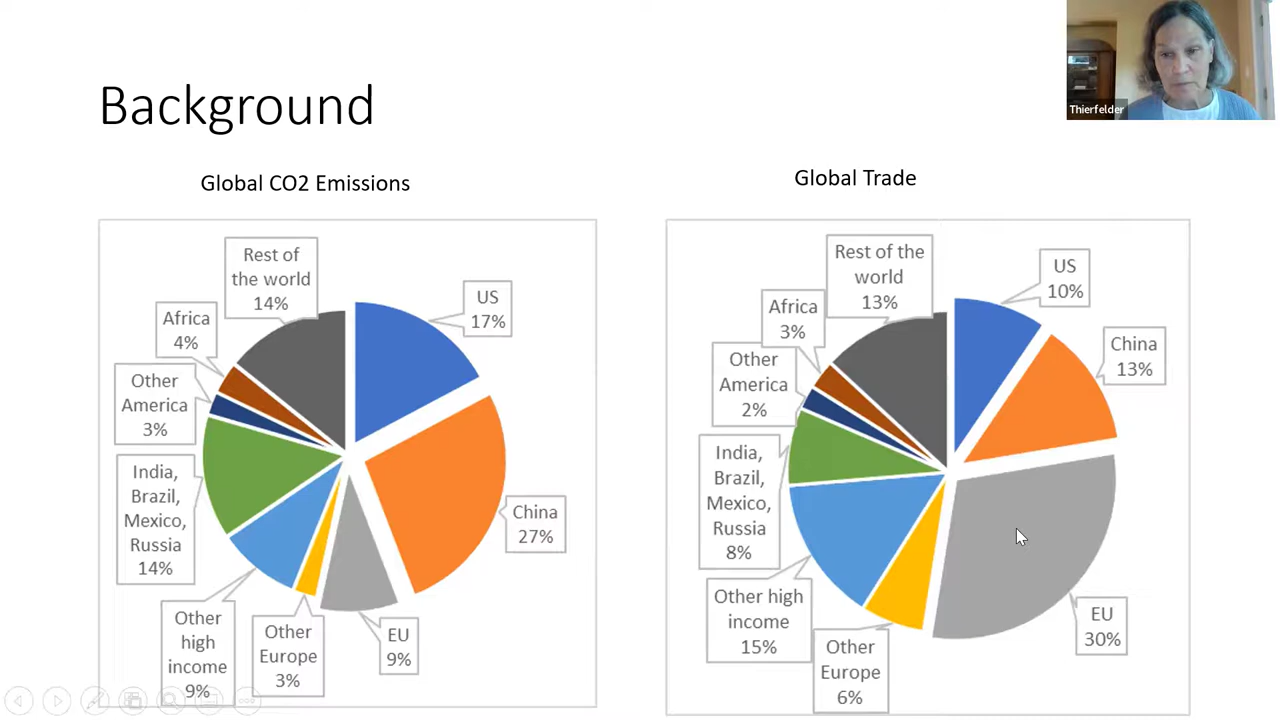 Thierfelder
Background
Global CO2 Emissions
Rest of
the world
14%
US
17%
Africa
4%
Other
America
3%
India,
Brazil,
Mexico,
Russia
14%
China
27%
Other
high
income
9%
Other
Europe
3%
EU
9%
Global Trade
Rest of the
world
13%
US
10%
Africa
3%
China
13%
Other
America
2%
India,
Brazil,
Mexico,
Russia
8%
Other high
income
15%
Other
Europe
6%
EU
30%